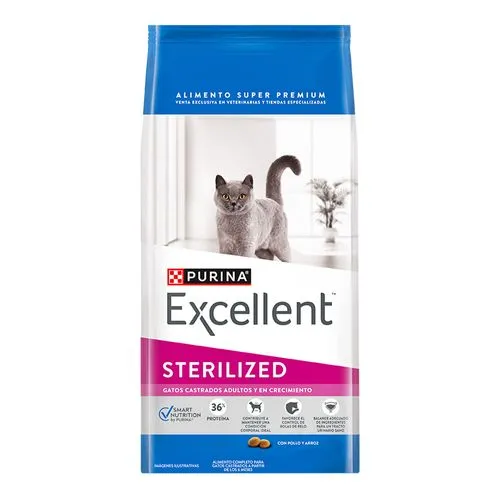 ALIMENTO SUPER PREMIUM
VENTA EXCLUSIVA EN VETERINARIAS Y TIENDAS ESPECIALIZADAS
PURINA®
Excellent™
STERILIZED
GATOS CASTRADOS ADULTOS Y EN CRECIMIENTO
SMART
NUTRITION
by PURINA®
36%
PROTEÍNA
CONTRIBUYE A
MANTENER UNA
CONDICIÓN
CORPORAL IDEAL
FAVORECE EL
CONTROL DE
BOLAS DE PELO
BALANCE ADECUADO
DE INGREDIENTES
PARA UN TRACTO
URINARIO SANO
CON POLLO Y ARROZ
IMÁGENES ILUSTRATIVAS
ALIMENTO COMPLETO PARA
GATOS CASTRADOS A PARTIR
DE LOS 6 MESES